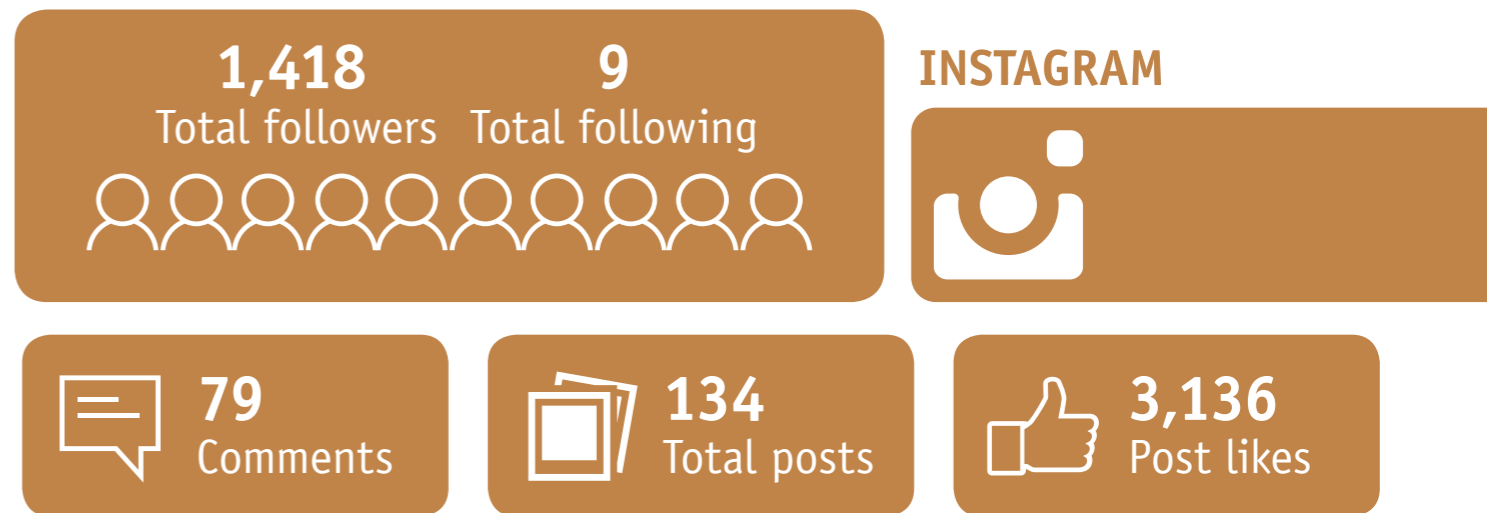 1,418
Total followers
9
Total following
INSTAGRAM
79
Comments
134
Total posts
3,136
Post likes